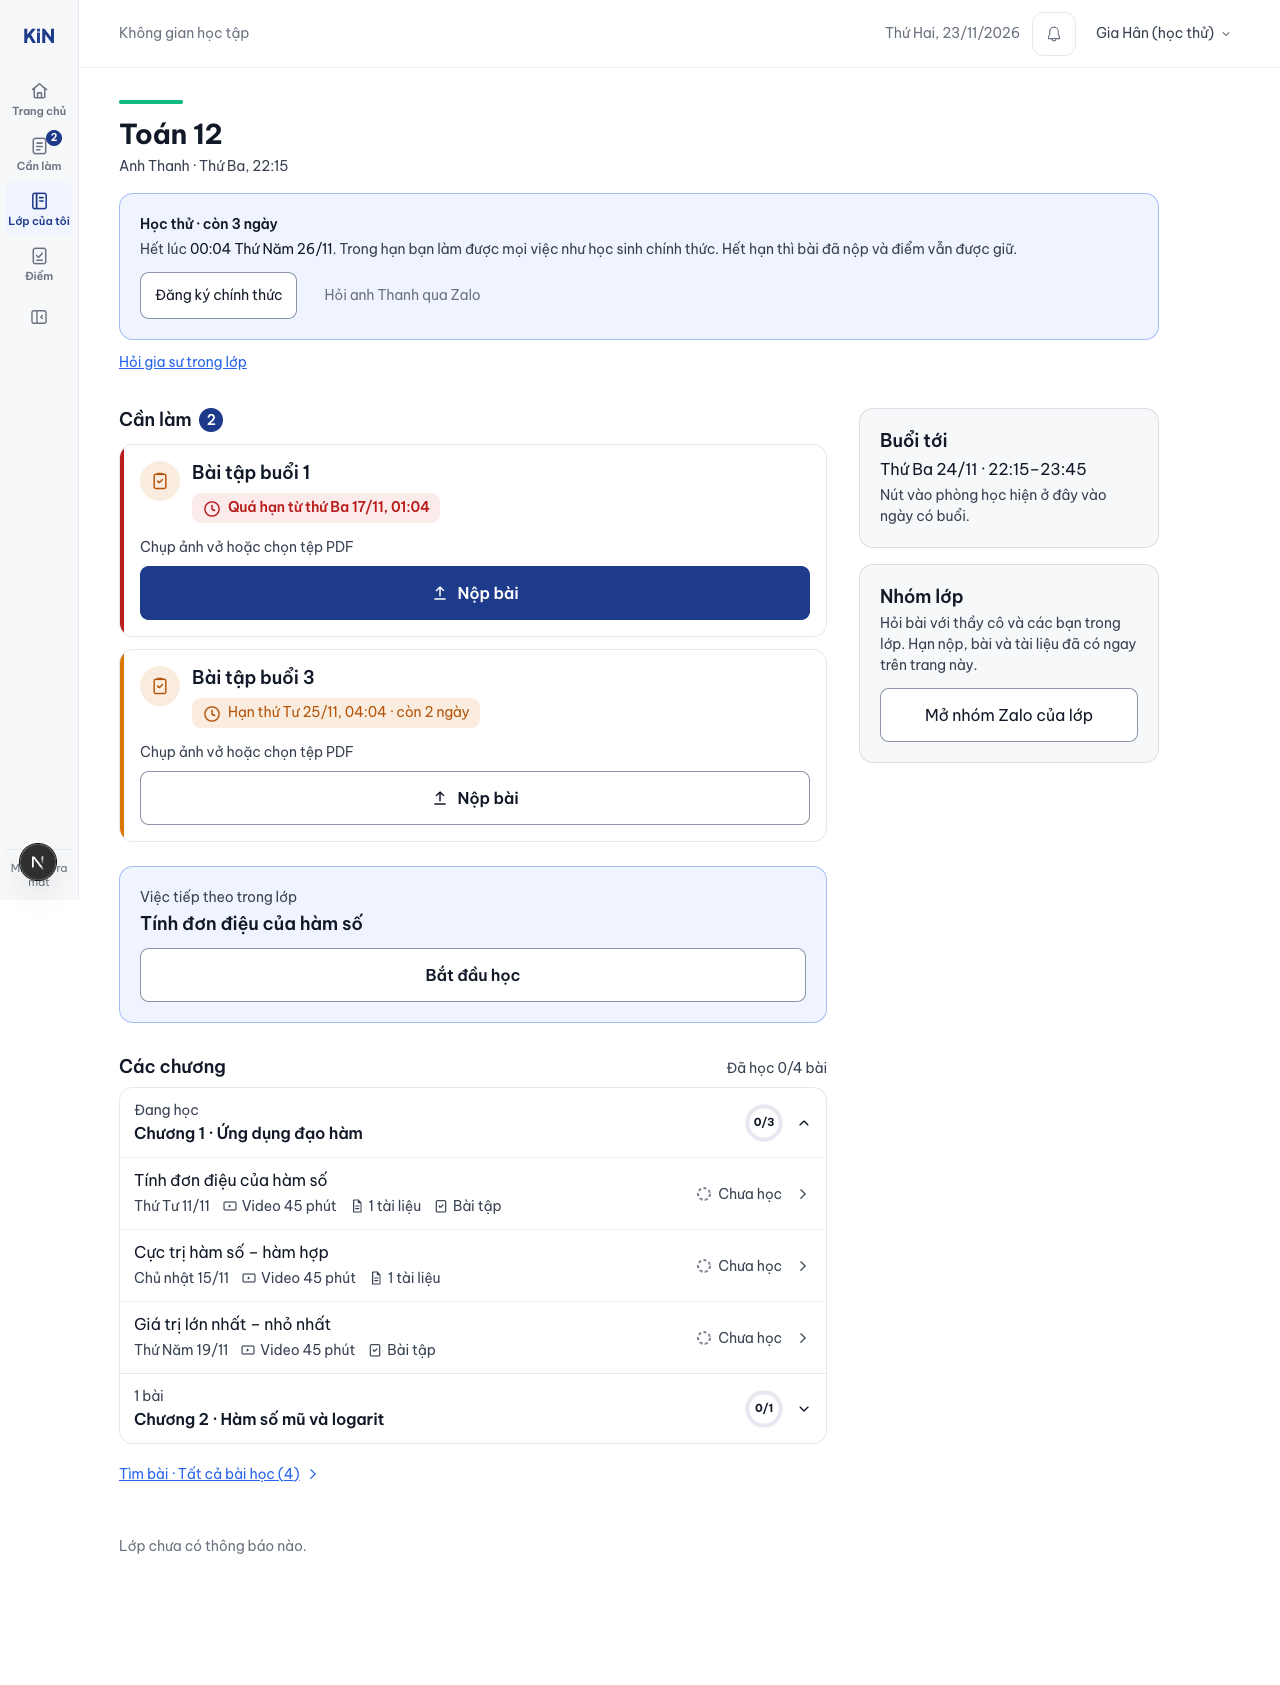 KiN
Trang chủ
2
Cần làm
Lớp của tôi
Điểm
N
ra
mắt
Không gian học tập
Thứ Hai, 23/11/2026
Gia Hân (học thử)
Toán 12
Anh Thanh · Thứ Ba, 22:15
Học thử · còn 3 ngày
Hết lúc 00:04 Thứ Năm 26/11. Trong hạn bạn làm được mọi việc như học sinh chính thức. Hết hạn thì bài đã nộp và điểm vẫn được giữ.
Đăng ký chính thức
Hỏi anh Thanh qua Zalo
Hỏi gia sư trong lớp
Cần làm 2
Bài tập buổi 1
Quá hạn từ thứ Ba 17/11, 01:04
Chụp ảnh vở hoặc chọn tệp PDF
Nộp bài
Bài tập buổi 3
Hạn thứ Tư 25/11, 04:04 · còn 2 ngày
Chụp ảnh vở hoặc chọn tệp PDF
Nộp bài
Việc tiếp theo trong lớp
Tính đơn điệu của hàm số
Bắt đầu học
Các chương
Đã học 0/4 bài
Đang học
Chương 1 · Ứng dụng đạo hàm
0/3
Tính đơn điệu của hàm số
Thứ Tư 11/11 Video 45 phút 1 tài liệu Bài tập
Chưa học
Cực trị hàm số – hàm hợp
Chủ nhật 15/11 Video 45 phút 1 tài liệu
Chưa học
Giá trị lớn nhất – nhỏ nhất
Thứ Năm 19/11 Video 45 phút Bài tập
Chưa học
1 bài
Chương 2 · Hàm số mũ và logarit
0/1
Tìm bài · Tất cả bài học (4)
Lớp chưa có thông báo nào.
Buổi tới
Thứ Ba 24/11 · 22:15–23:45
Nút vào phòng học hiện ở đây vào
ngày có buổi.
Nhóm lớp
Hỏi bài với thầy cô và các bạn trong
lớp. Hạn nộp, bài và tài liệu đã có ngay
trên trang này.
Mở nhóm Zalo của lớp